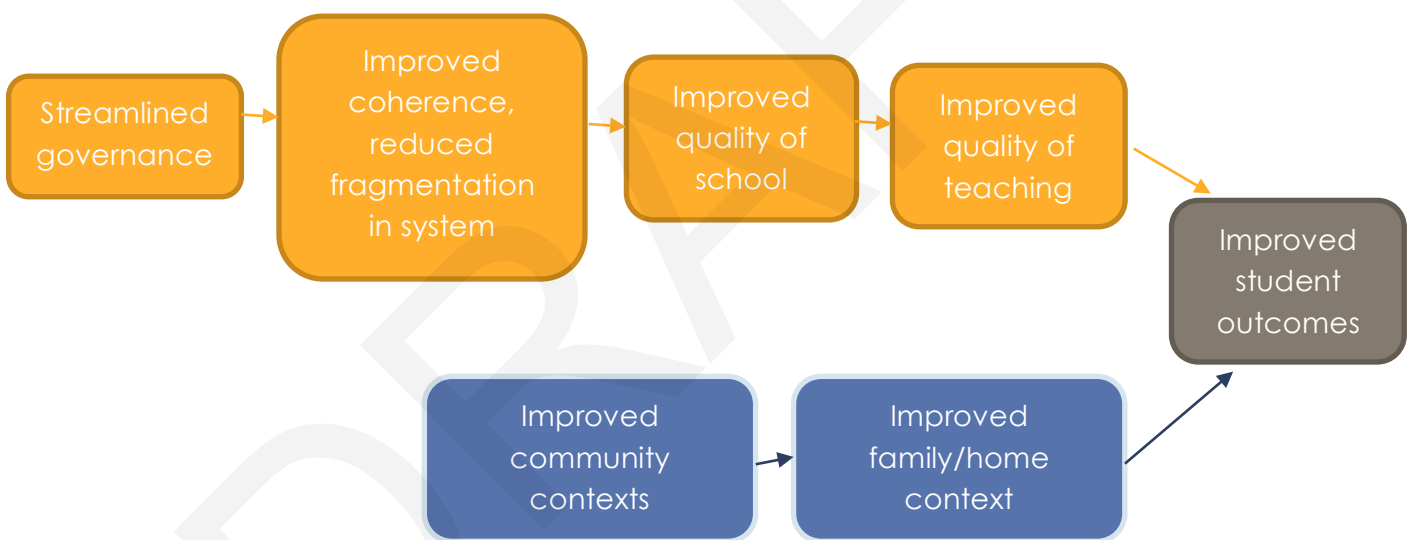 Streamlined
governance
Improved
coherence,
reduced
fragmentation
in system
Improved
quality of
school
Improved
quality of
teaching
Improved
student
outcomes
Improved
community
contexts
Improved
family/home
context
DRAF